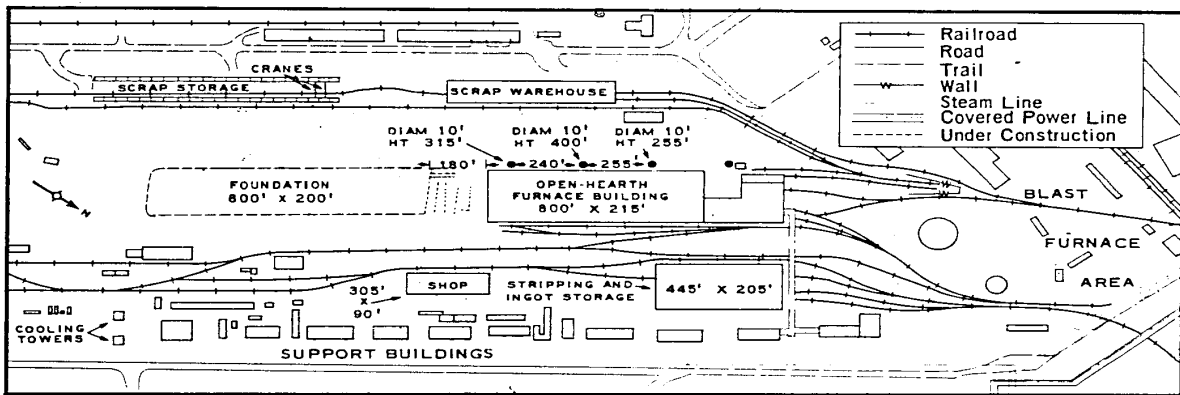 Railroad
Road
Trail
Wall
Steam Line
Covered Power Line
Under Construction
CRANES
SCRAP STORAGE
SCRAP WAREHOUSE
DIAM 10'
HT 315'
DIAM 10'
HT 400'
DIAM 10'
HT 255'
180'
240'
255'
FOUNDATION
800' X 200'
OPEN-HEARTH
FURNACE BUILDING
800' X 215'
W
W
W
BLAST
FURNACE
AREA
N
305'
X
90'
SHOP
STRIPPING AND
INGOT STORAGE
445' X 205'
COOLING
TOWERS
SUPPORT BUILDINGS